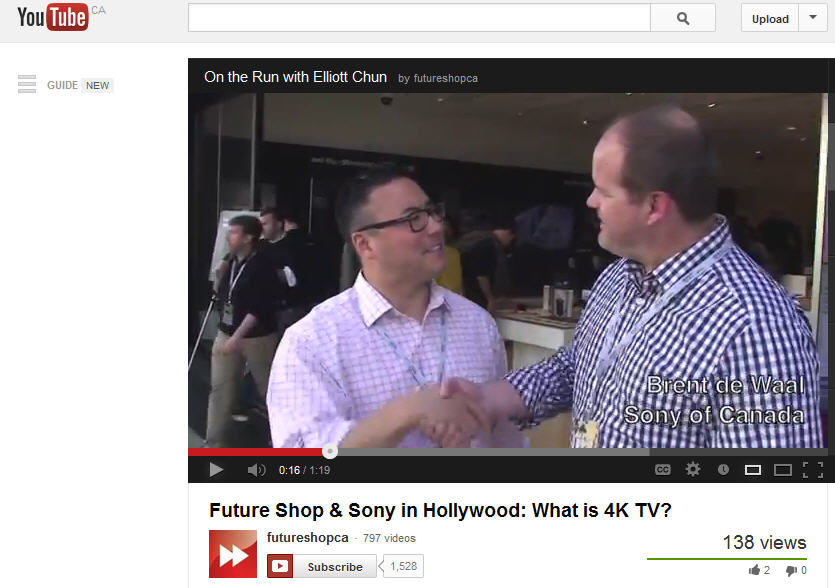 YouTube CA
Upload
GUIDE NEW
On the Run with Elliott Chun by futureshopca
Brent de Waal
Sony of Canada
0:16 / 1:19
CC
Future Shop & Sony in Hollywood: What is 4K TV?
futureshopca - 797 videos
Subscribe 1,528
138 views
2 0